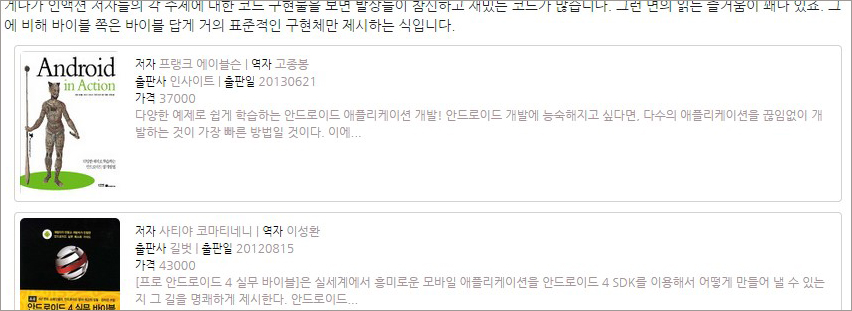 게다가 인액션 저자들의 각 주제에 대한 코드 구현물을 보면 발상들이 참신하고 재밌는 코드가 많습니다. 그런 면의 읽는 즐거움이 꽤나 있죠. 그
에 비해 바이블 쪽은 바이블 답게 거의 표준적인 구현체만 제시하는 식입니다.
Android
in Action
저자 프랭크 에이블슨 | 역자 고종봉
출판사 인사이트 | 출판일 20130621
가격 37000
다양한 예제로 쉽게 학습하는 안드로이드 애플리케이션 개발! 안드로이드 개발에 능숙해지고 싶다면, 다수의 애플리케이션을 끊임없이 개
발하는 것이 가장 빠른 방법일 것이다. 이에...
저자 사티야 코마티네니 | 역자 이성환
출판사 길벗 | 출판일 20120815
가격 43000
[프로 안드로이드 4 실무 바이블]은 실세계에서 흥미로운 모바일 애플리케이션을 안드로이드 4 SDK를 이용해서 어떻게 만들어 낼 수 있는
지 그 길을 명쾌하게 제시한다. 안드로이드...
안드로이드 4 실무 바이블